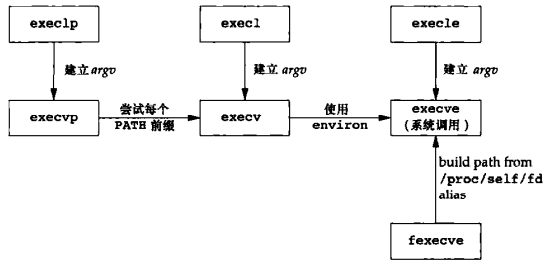 execlp
execl
execle
建立 argv
建立 argv
建立 argv
execvp
尝试每个
PATH 前缀
execv
使用
environ
execve
(系统调用)
build path from
/proc/self/fd
alias
fexecve